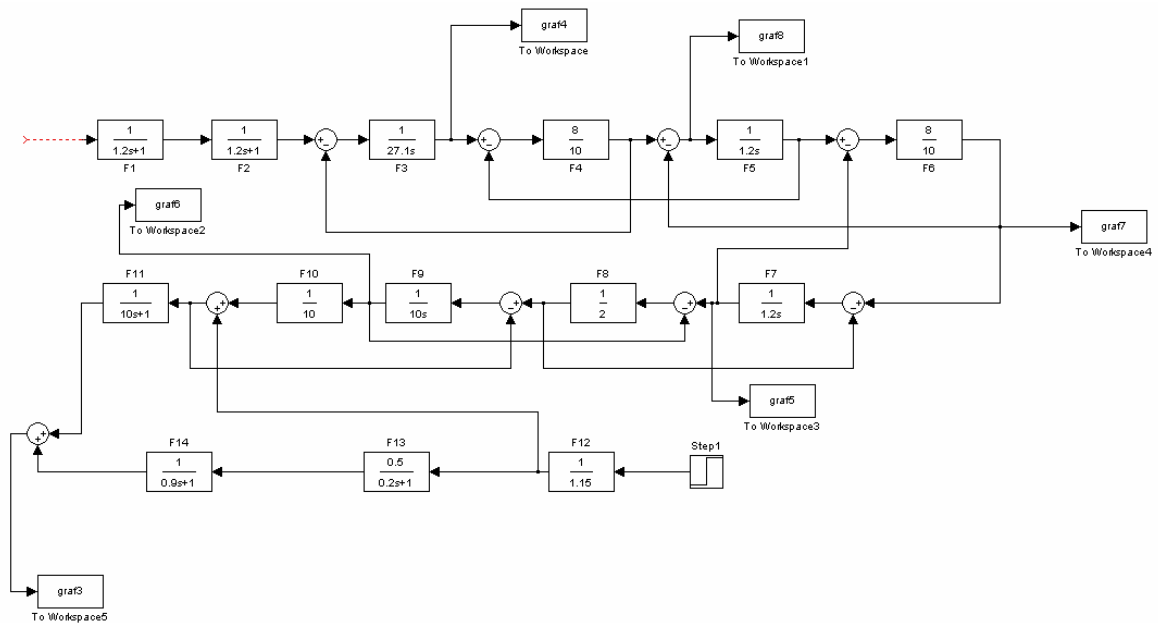 graf4
To Workspace
graf8
To Workspace1
1
1.2s+1
F1
1
1.2s+1
F2
+
−
1
27.1s
F3
+
−
8
10
F4
+
−
1
1.2s
F5
+
−
8
10
F6
graf6
To Workspace2
graf7
To Workspace4
F11
1
10s+1
+
+
F10
1
10
F9
1
10s
+
−
F8
1
2
+
−
F7
1
1.2s
+
−
graf5
To Workspace3
+
+
F14
1
0.9s+1
F13
0.5
0.2s+1
F12
1
1.15
Step1
graf3
To Workspace5